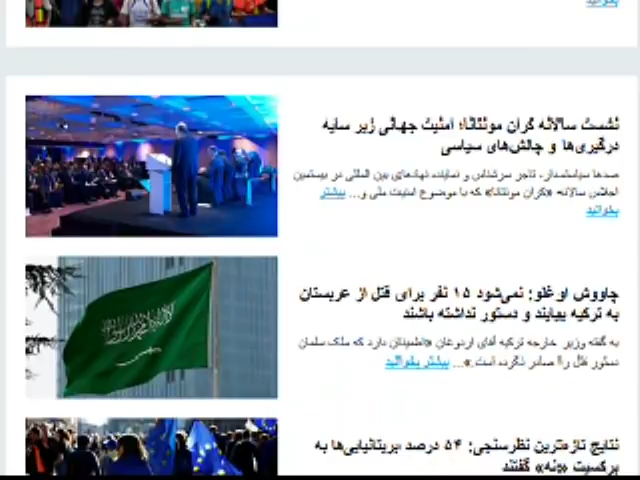 بخوانید
نشست سالانه کران مونتانا؛ امنیت جهانی زیر سایه
درگیری‌ها و چالش‌های سیاسی
صدها سیاستمدار، تاجر سرشناس و نماینده نهادهای بین المللی در بیستمین
اجلاس سالانه «کران مونتانا» که با موضوع امنیت ملی و... بیشتر
بخوانید
چاووش اوغلو: نمی‌شود ۱۵ نفر برای قتل از عربستان
به ترکیه بیایند و دستور نداشته باشند
به گفته وزیر خارجه ترکیه آقای اردوغان «اطمینان دارد که ملک سلمان
دستور قتل را صادر نکرده است.»... بیشتر بخوانید
نتایج تازه‌ترین نظرسنجی: ۵۴ درصد بریتانیایی‌ها به
برکسیت «نه» گفتند